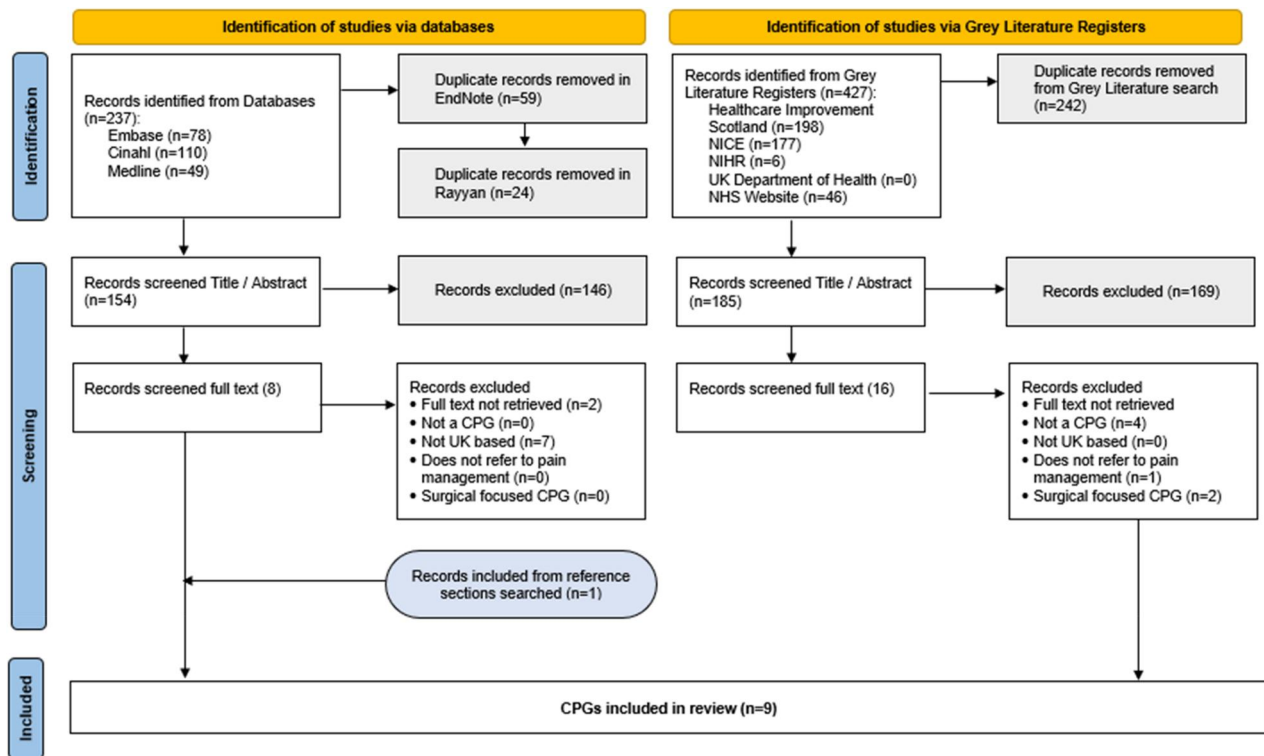 Identification of studies via databases
Identification of studies via Grey Literature Registers
Identification
Records identified from Databases
(n=237):
Embase (n=78)
Cinahl (n=110)
Medline (n=49)
Duplicate records removed in
EndNote (n=59)
Duplicate records removed in
Rayyan (n=24)
Records identified from Grey
Literature Registers (n=427):
Healthcare Improvement
Scotland (n=198)
NICE (n=177)
NIHR (n=6)
UK Department of Health (n=0)
NHS Website (n=46)
Duplicate records removed
from Grey Literature search
(n=242)
Screening
Records screened Title / Abstract
(n=154)
Records excluded (n=146)
Records screened Title / Abstract
(n=185)
Records excluded (n=169)
Records screened full text (8)
Records excluded
• Full text not retrieved (n=2)
• Not a CPG (n=0)
• Not UK based (n=7)
• Does not refer to pain
management (n=0)
• Surgical focused CPG (n=0)
Records screened full text (16)
Records excluded
• Full text not retrieved
• Not a CPG (n=4)
• Not UK based (n=0)
• Does not refer to pain
management (n=1)
• Surgical focused CPG (n=2)
Records included from reference
sections searched (n=1)
Included
CPGs included in review (n=9)